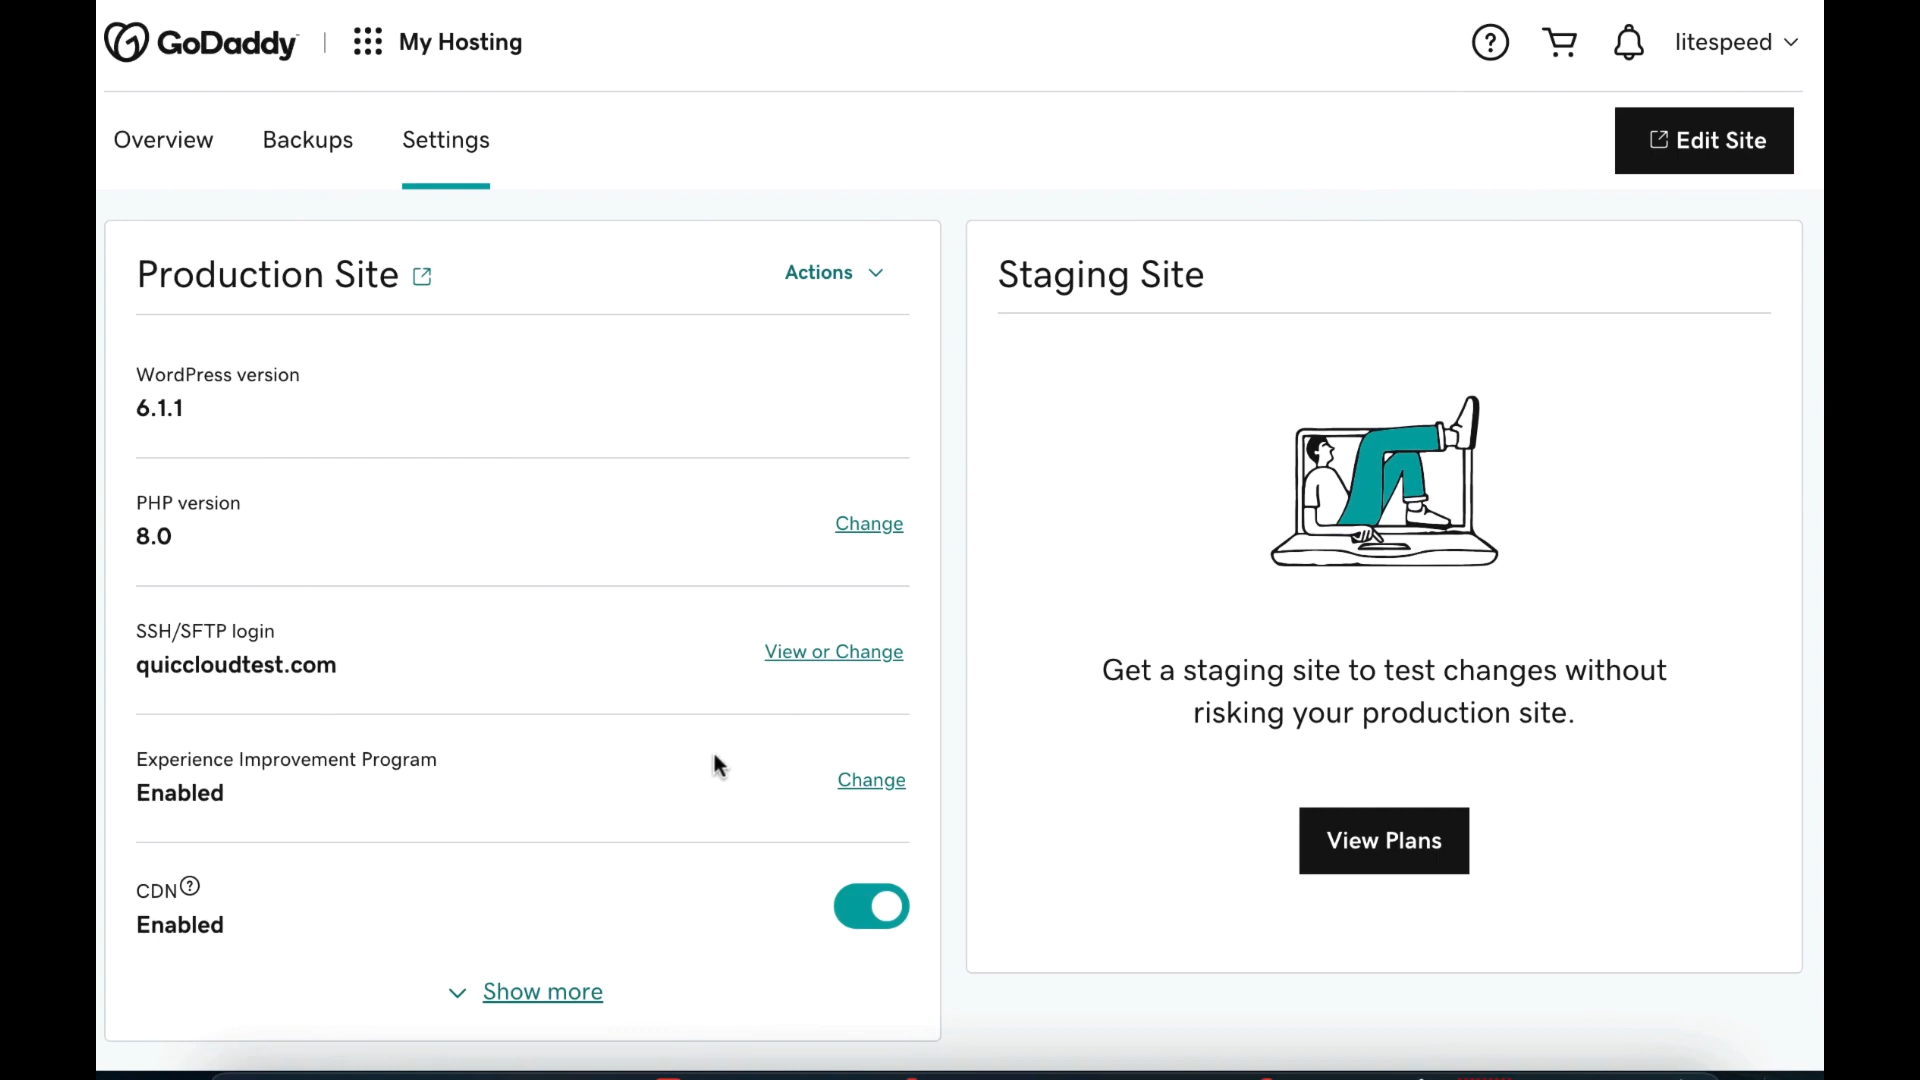 GoDaddy
My Hosting
litespeed
Overview
Backups
Settings
Edit Site
Production Site
Actions
WordPress version
6.1.1
PHP version
8.0
Change
SSH/SFTP login
quiccloudtest.com
View or Change
Experience Improvement Program
Enabled
Change
CDN
Enabled
Show more
Staging Site
Get a staging site to test changes without
risking your production site.
View Plans